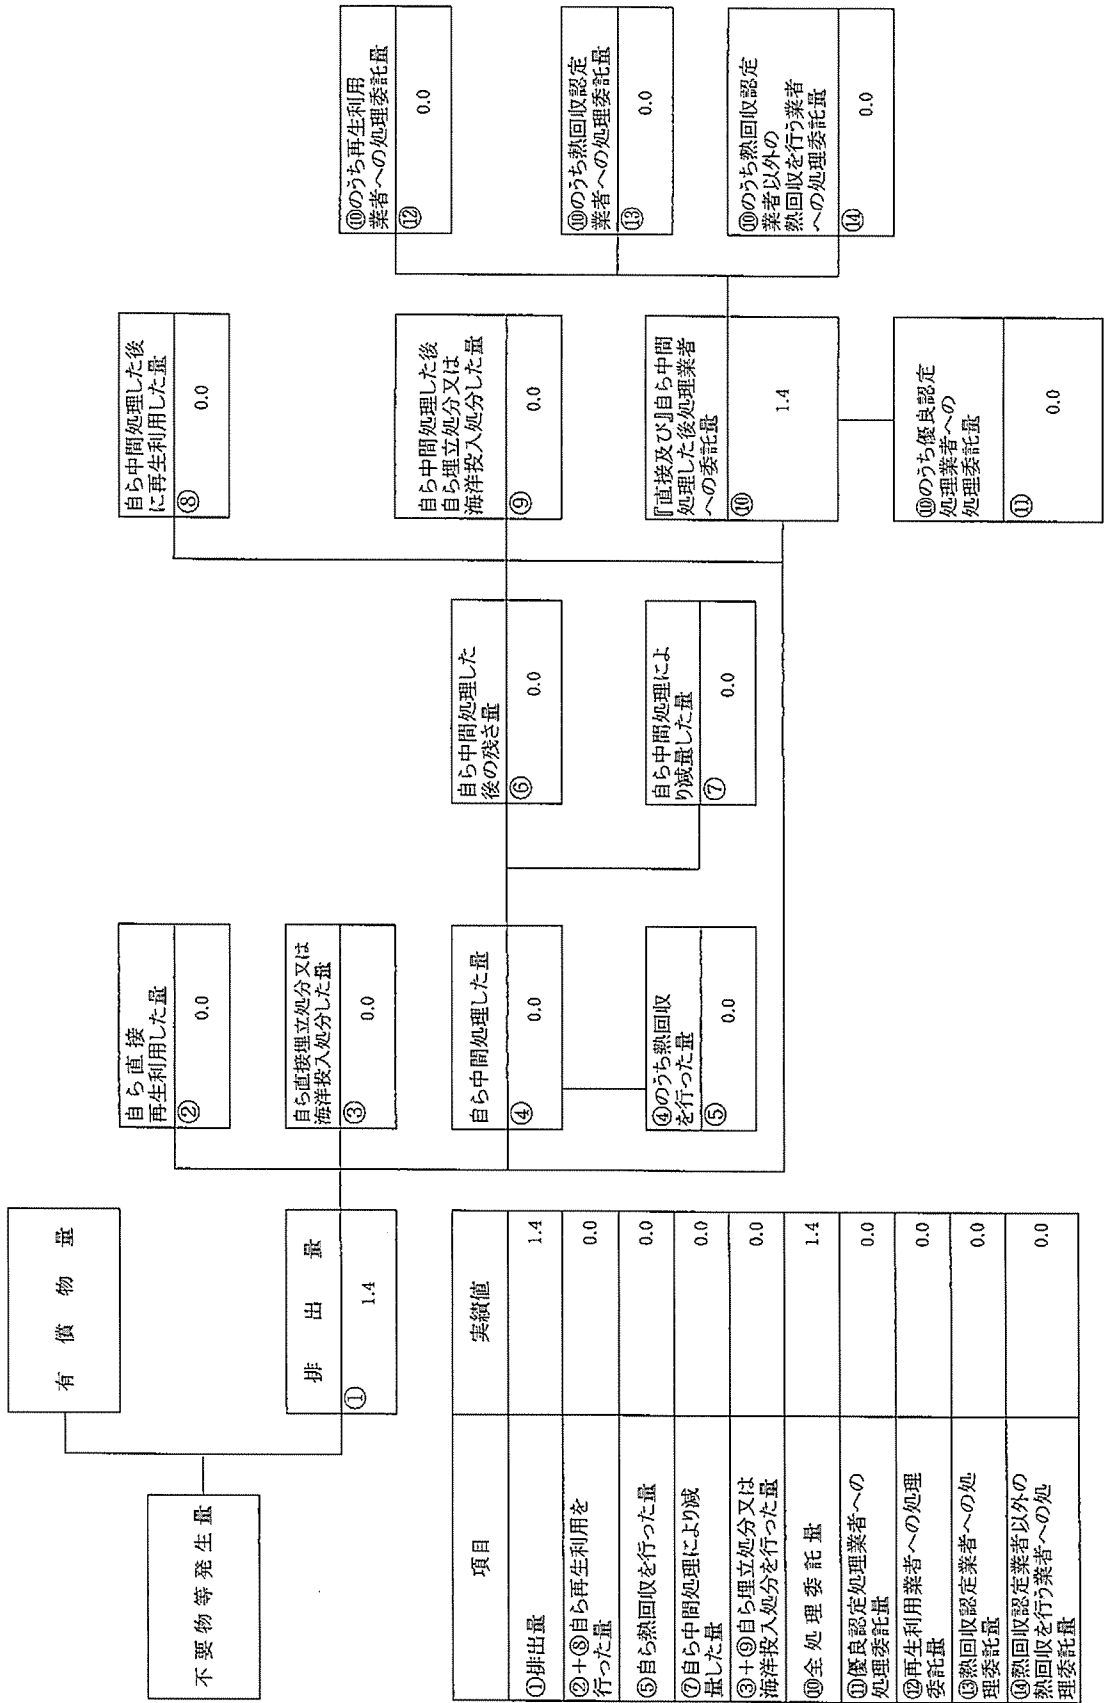 不要物等発生量
有償物量
排出量
①
1.4
自ら直接
再生利用した量
②
0.0
自ら直接埋立処分又は
海洋投入処分した量
③
0.0
自ら中間処理した量
④
0.0
④のうち熱回収
を行った量
⑤
0.0
自ら中間処理した
後の残さ量
⑥
0.0
自ら中間処理によ
り減量した量
⑦
0.0
自ら中間処理した後
に再生利用した量
⑧
0.0
自ら中間処理した後
自ら埋立処分又は
海洋投入処分した量
⑨
0.0
『直接及び』自ら中間
処理した後処理業者
への委託量
⑩
1.4
⑩のうち優良認定
処理業者への
処理委託量
⑪
0.0
⑩のうち再生利用
業者への処理委託量
⑫
0.0
⑩のうち熱回収認定
業者への処理委託量
⑬
0.0
⑩のうち熱回収認定
業者以外の
熱回収を行う業者
への処理委託量
⑭
0.0
項目 実績値
①排出量 1.4
②+⑧自ら再生利用を
行った量 0.0
⑤自ら熱回収を行った量 0.0
⑦自ら中間処理により減
量した量 0.0
③+⑨自ら埋立処分又は
海洋投入処分を行った量 0.0
⑩全処理委託量 1.4
⑪優良認定処理業者への
処理委託量 0.0
⑫再生利用業者への処理
委託量 0.0
⑬熱回収認定業者への処
理委託量 0.0
⑭熱回収認定業者以外の
熱回収を行う業者への処
理委託量 0.0